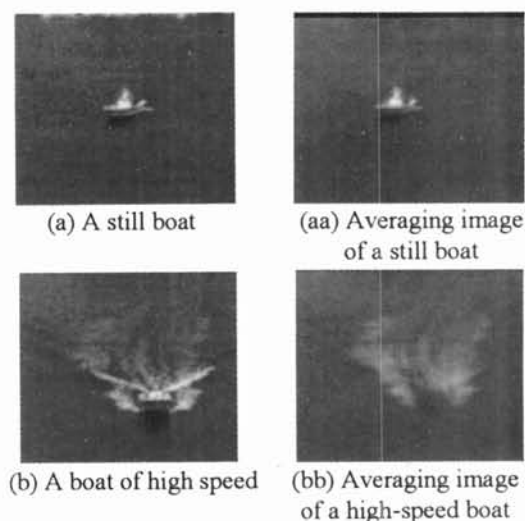 (a) A still boat
(aa) Averaging image
of a still boat
(b) A boat of high speed
(bb) Averaging image
of a high-speed boat